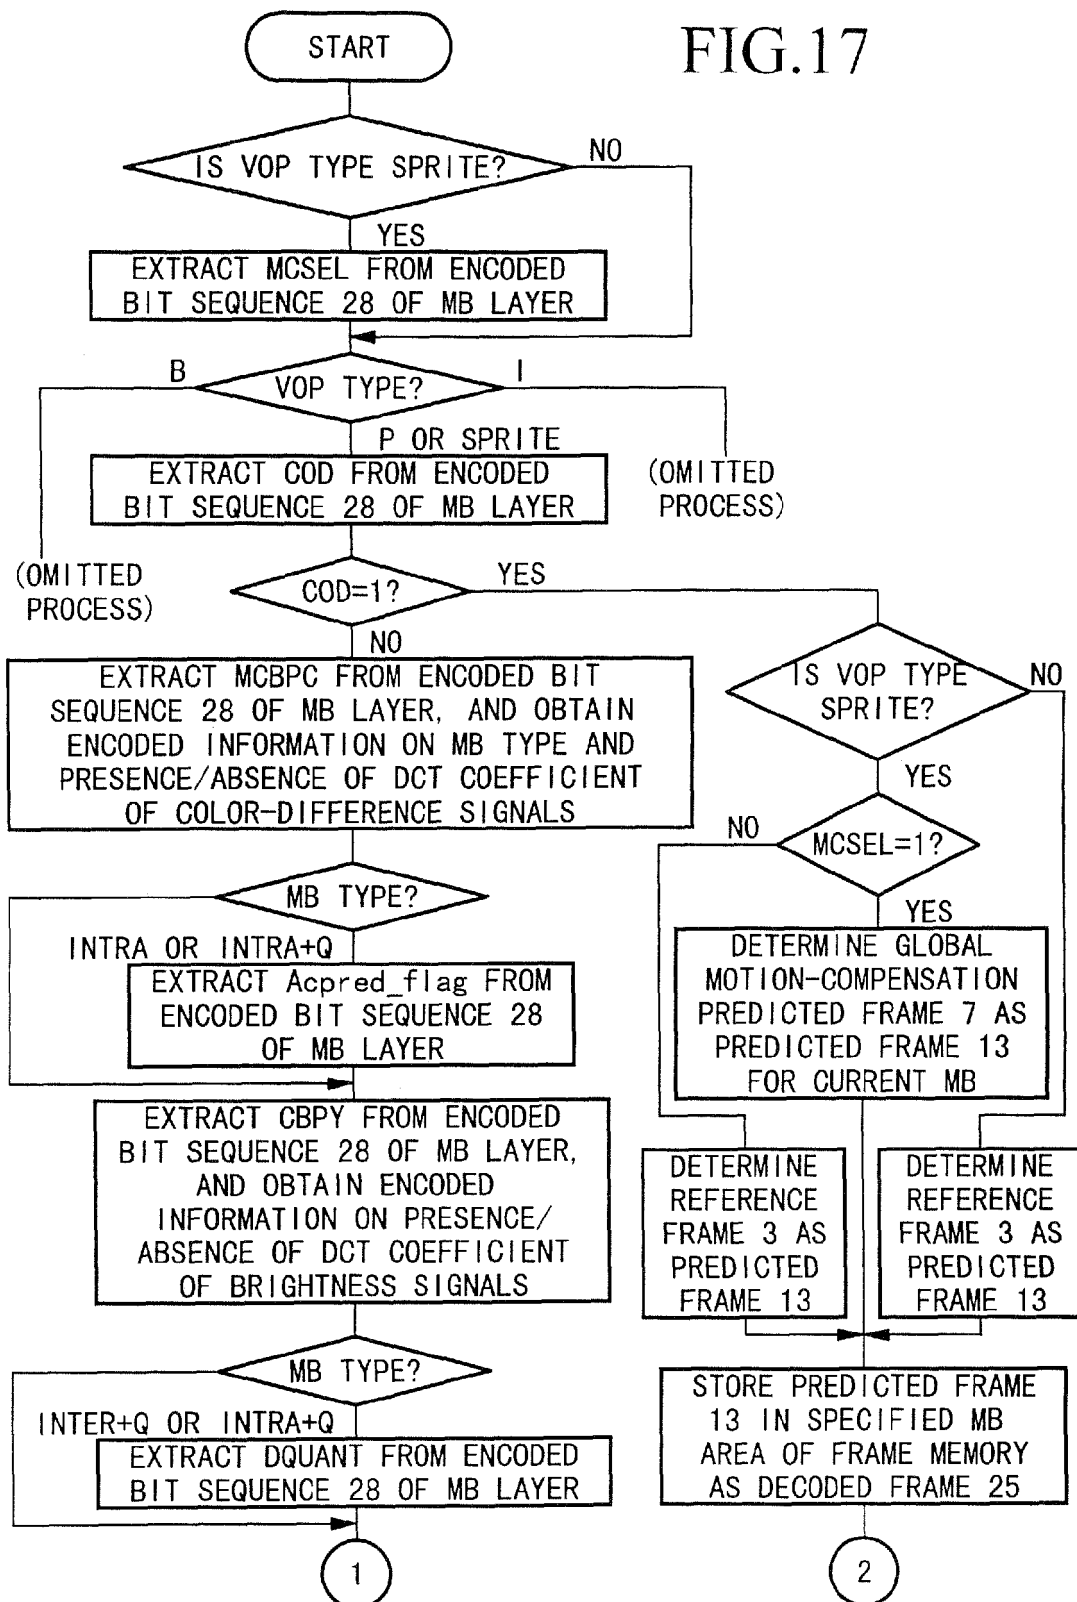 START
FIG.17
IS VOP TYPE SPRITE?
NO
YES
EXTRACT MCSEL FROM ENCODED
BIT SEQUENCE 28 OF MB LAYER
B
VOP TYPE?
I
P OR SPRITE
EXTRACT COD FROM ENCODED
BIT SEQUENCE 28 OF MB LAYER
(OMITTED
PROCESS)
(OMITTED
PROCESS)
COD=1?
YES
NO
EXTRACT MCBPC FROM ENCODED BIT
SEQUENCE 28 OF MB LAYER, AND OBTAIN
ENCODED INFORMATION ON MB TYPE AND
PRESENCE/ABSENCE OF DCT COEFFICIENT
OF COLOR-DIFFERENCE SIGNALS
MB TYPE?
INTRA OR INTRA+Q
EXTRACT Acpred_flag FROM
ENCODED BIT SEQUENCE 28
OF MB LAYER
EXTRACT CBPY FROM ENCODED
BIT SEQUENCE 28 OF MB LAYER,
AND OBTAIN ENCODED
INFORMATION ON PRESENCE/
ABSENCE OF DCT COEFFICIENT
OF BRIGHTNESS SIGNALS
MB TYPE?
INTER+Q OR INTRA+Q
EXTRACT DQUANT FROM ENCODED
BIT SEQUENCE 28 OF MB LAYER
1
IS VOP TYPE
SPRITE?
NO
YES
NO
MCSEL=1?
YES
DETERMINE GLOBAL
MOTION-COMPENSATION
PREDICTED FRAME 7 AS
PREDICTED FRAME 13
FOR CURRENT MB
DETERMINE
REFERENCE
FRAME 3 AS
PREDICTED
FRAME 13
DETERMINE
REFERENCE
FRAME 3 AS
PREDICTED
FRAME 13
STORE PREDICTED FRAME
13 IN SPECIFIED MB
AREA OF FRAME MEMORY
AS DECODED FRAME 25
2